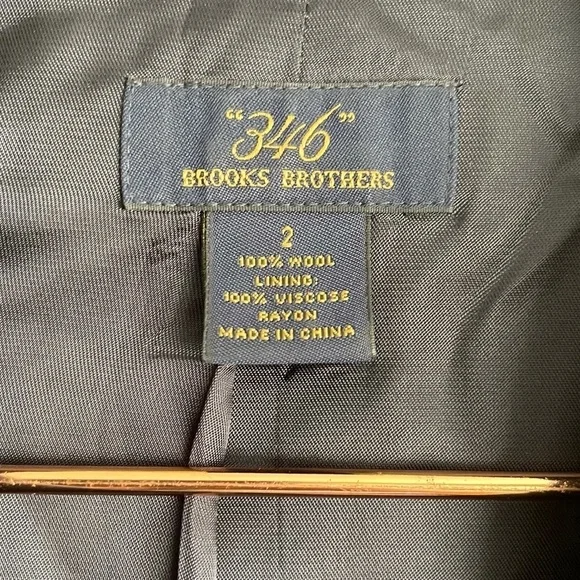 "346"
BROOKS BROTHERS
2
100% WOOL
LINING:
100% VISCOSE
RAYON
MADE IN CHINA